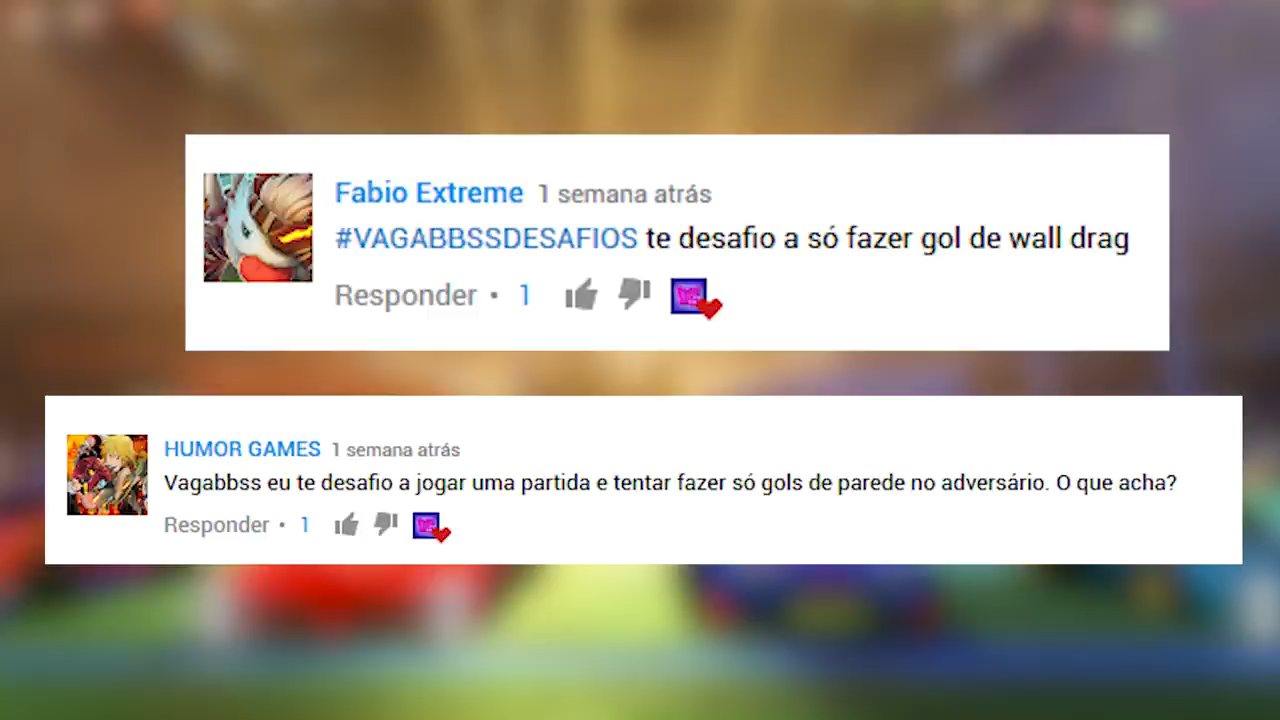 Fabio Extreme 1 semana atrás
#VAGABBSSDESAFIOS te desafio a só fazer gol de wall drag
Responder • 1
HUMOR GAMES 1 semana atrás
Vagabbss eu te desafio a jogar uma partida e tentar fazer só gols de parede no adversário. O que acha?
Responder • 1